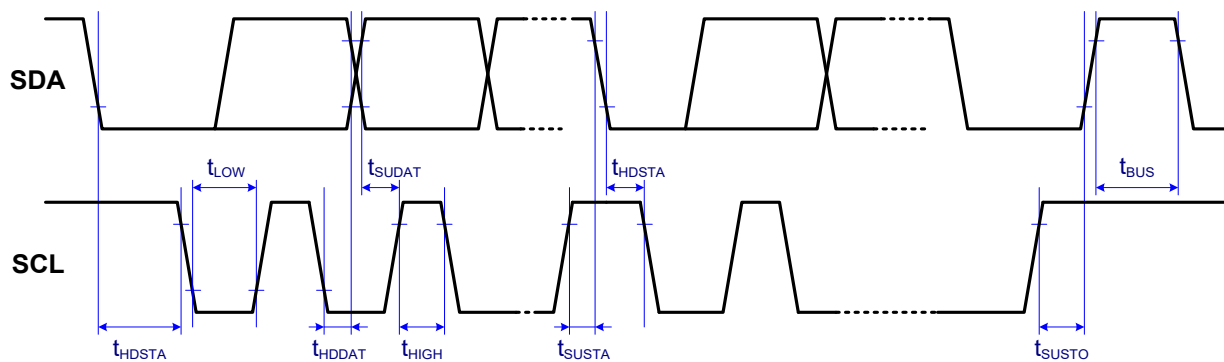 SDA
tLOW
tSUDAT
tHDSTA
tBUS
SCL
tHDSTA
tHDDAT
tHIGH
tSUSTA
tSUSTO